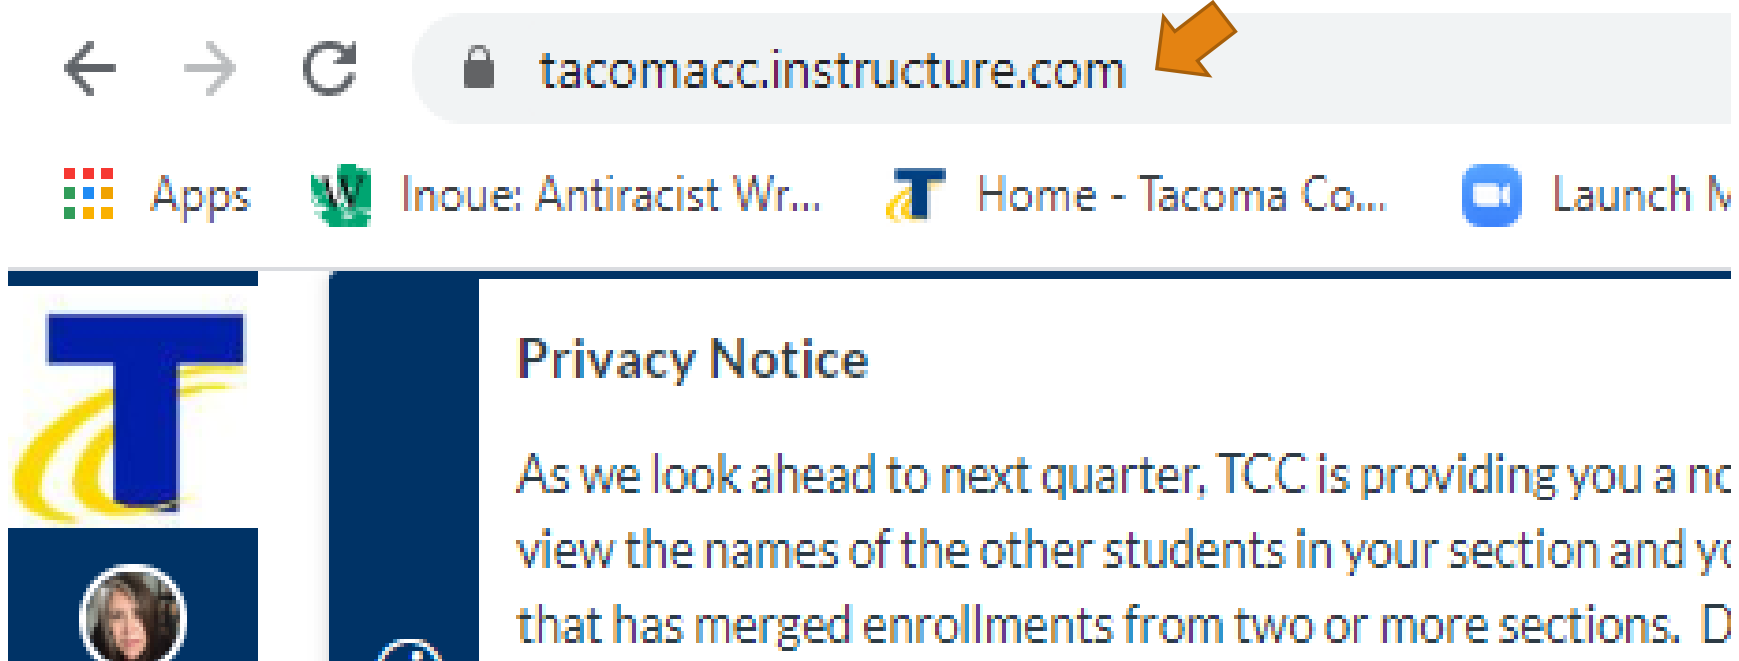 tacomacc.instructure.com
Apps Inoue: Antiracist Wr... Home - Tacoma Co... Launch M
Privacy Notice
As we look ahead to next quarter, TCC is providing you a
view the names of the other students in your section and
that has merged enrollments from two or more sections.